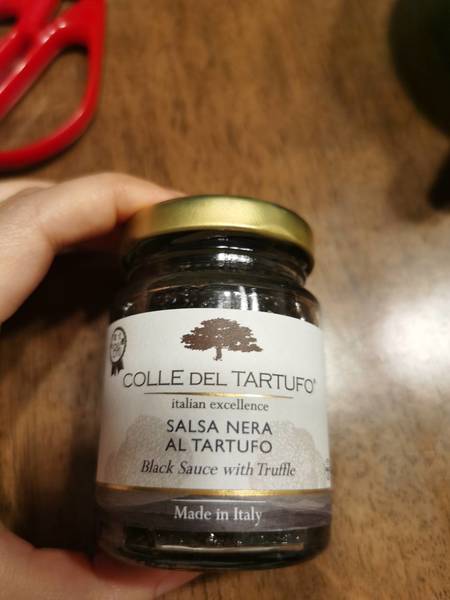 COLLE DEL TARTUFO®
italian excellence
SALSA NERA
AL TARTUFO
Black Sauce with Truffle
Made in Italy